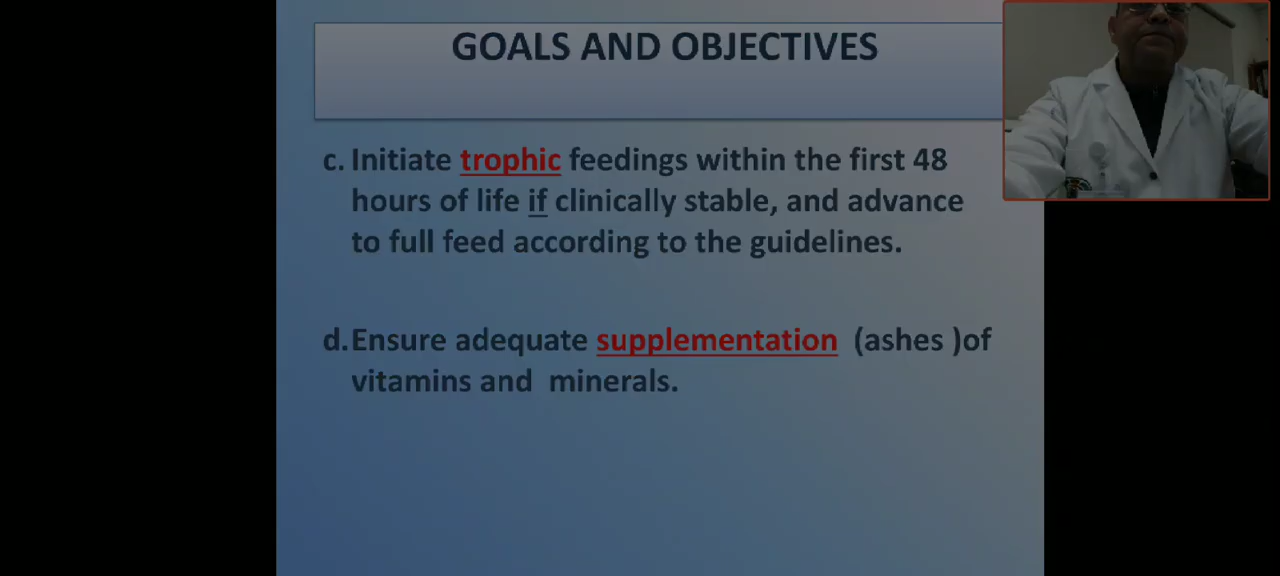 GOALS AND OBJECTIVES
c. Initiate trophic feedings within the first 48
hours of life if clinically stable, and advance
to full feed according to the guidelines.
d.Ensure adequate supplementation (ashes )of
vitamins and minerals.